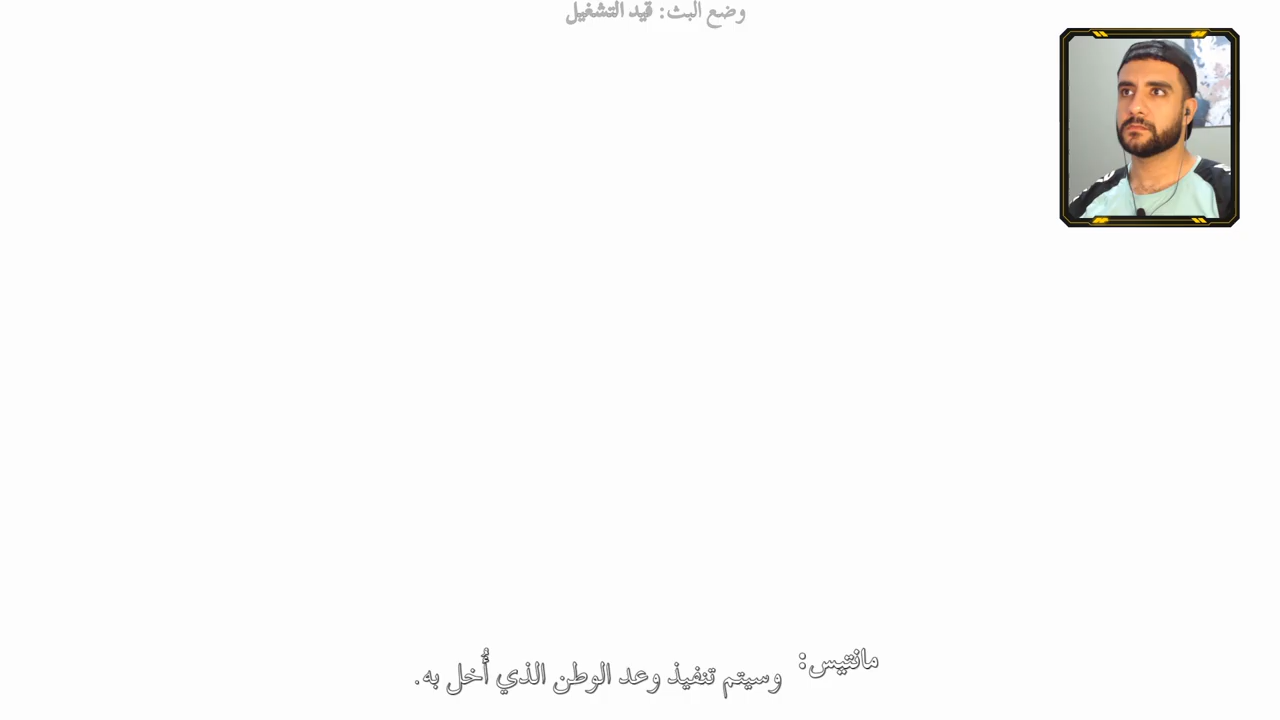 وضع البث: قيد التشغيل
مانتيس: وسيتم تنفيذ وعد الوطن الذي أُخل به.